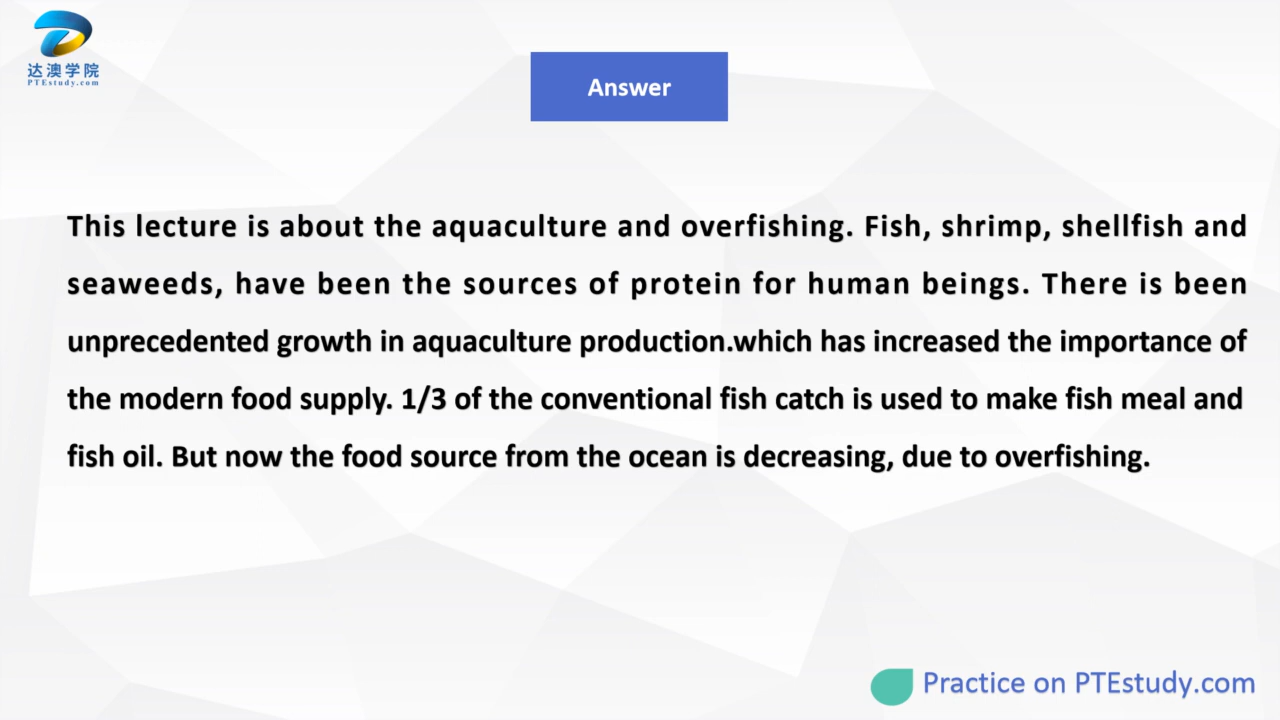 达澳学院
PTEstudy.com
Answer
This lecture is about the aquaculture and overfishing. Fish, shrimp, shellfish and
seaweeds, have been the sources of protein for human beings. There is been
unprecedented growth in aquaculture production.which has increased the importance of
the modern food supply. 1/3 of the conventional fish catch is used to make fish meal and
fish oil. But now the food source from the ocean is decreasing, due to overfishing.
Practice on PTEstudy.com